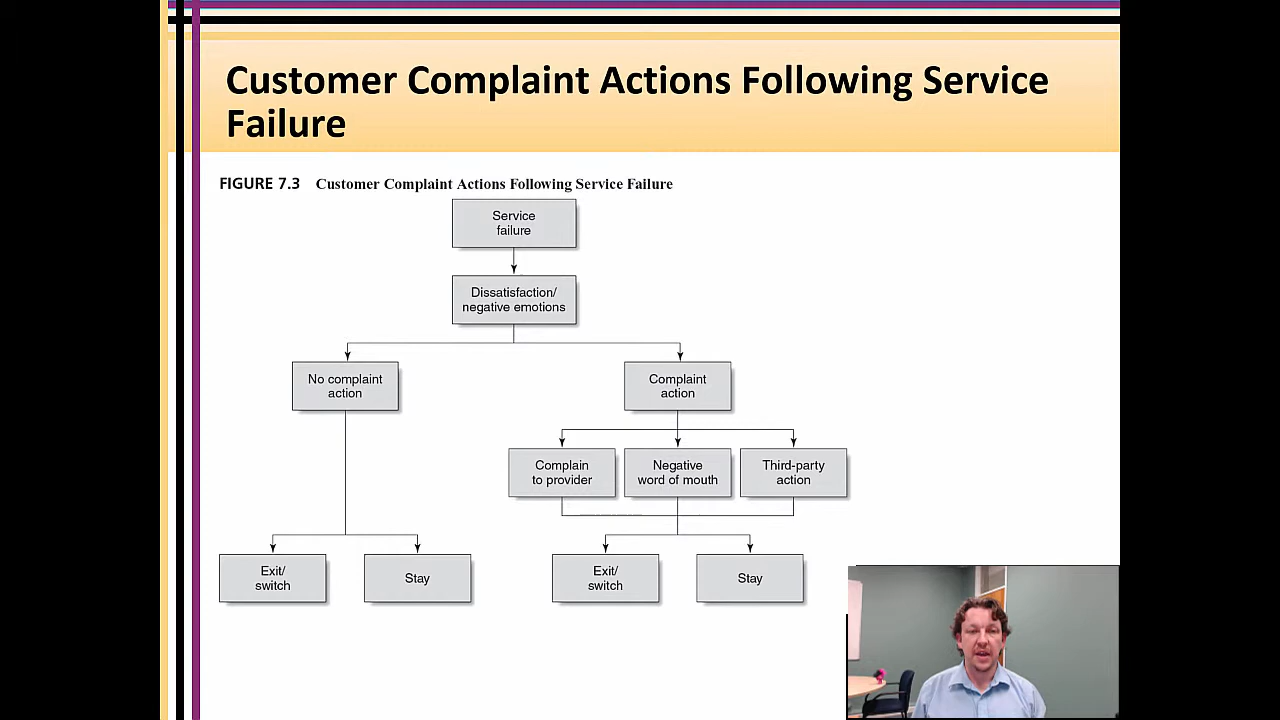 Customer Complaint Actions Following Service
Failure
FIGURE 7.3 Customer Complaint Actions Following Service Failure
Service
failure
Dissatisfaction/
negative emotions
No complaint
action
Complaint
action
Complain
to provider
Negative
word of mouth
Third-party
action
Exit/
switch
Stay
Exit/
switch
Stay